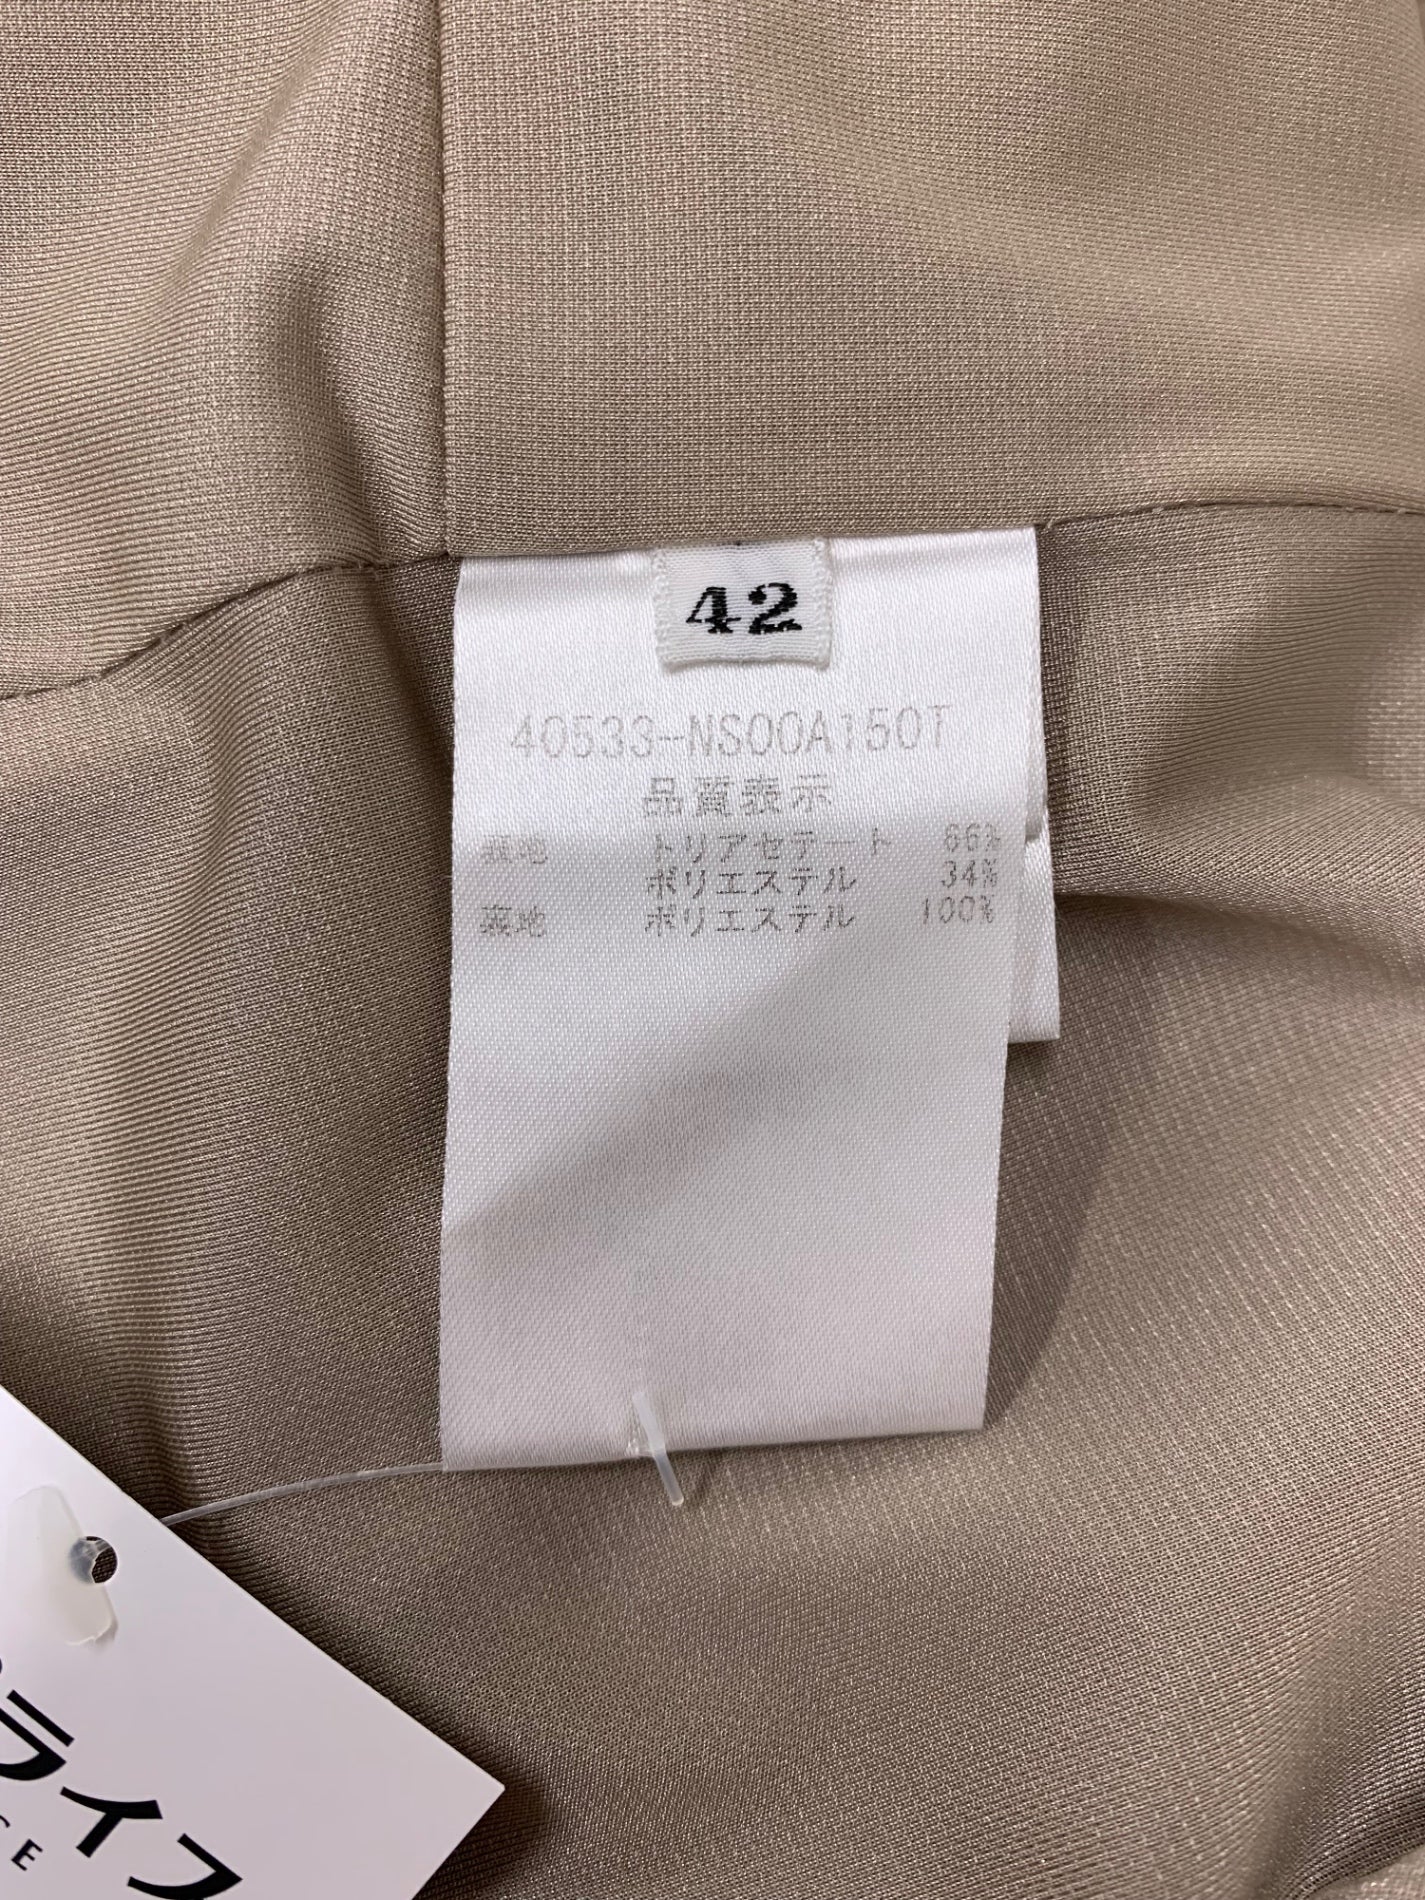 42
40533-NS00A150T
品質表示
表地 トリアセテート 66%
ポリエステル 34%
裏地 ポリエステル 100%
ライフ
CE